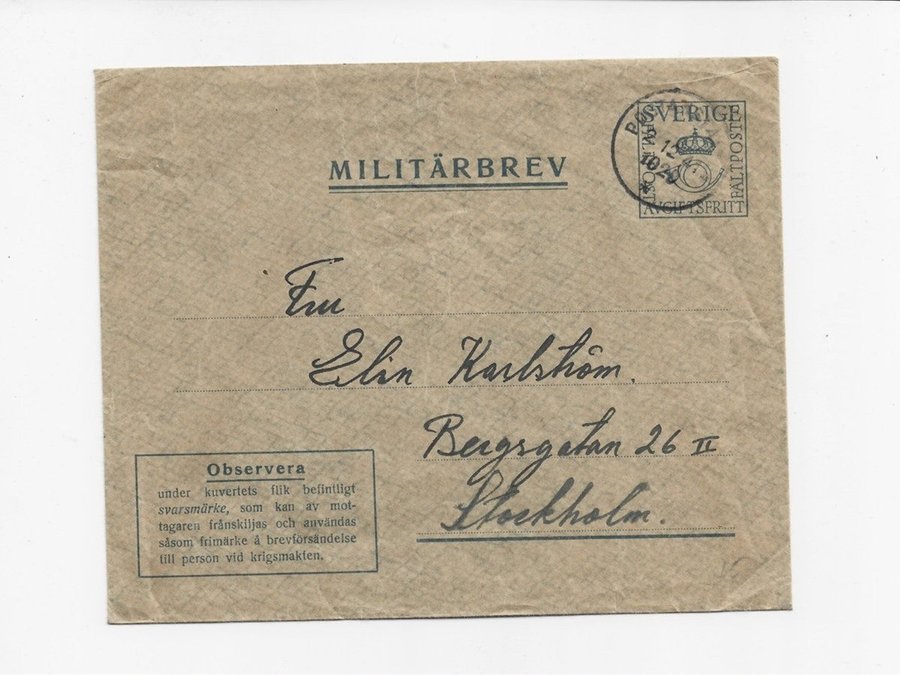 MILITÄRBREV
SVERIGE
FÄLTPOST
AVGIFTSFRITT
Fru
Elin Karlström.
Bergsgatan 26 II
Stockholm.
Observera
under kuvertets flik befintligt
svarsmärke, som kan av mot-
tagaren frånskiljas och användas
såsom frimärke å brevförsändelse
till person vid krigsmakten.